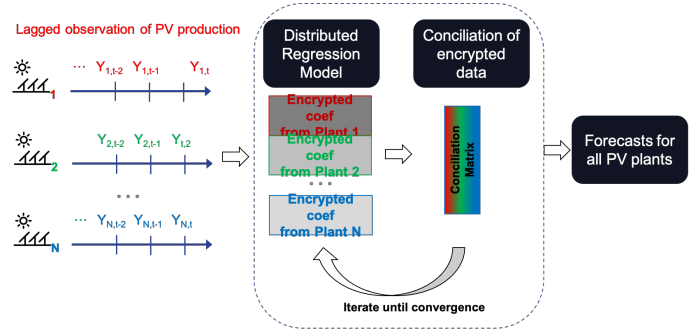 Lagged observation of PV production
... Y1,t-2 Y1,t-1 Y1,t
1
Y2,t-2 Y2,t-1 Yt,2
2
...
... YN,t-2 YN,t-1 YN,t
N
Distributed
Regression
Model
Encrypted
coef
from Plant 1
Encrypted
coef
from Plant 2
...
Encrypted
coef
from Plant N
Conciliation of
encrypted
data
Conciliation
Matrix
Iterate until convergence
Forecasts for
all PV plants